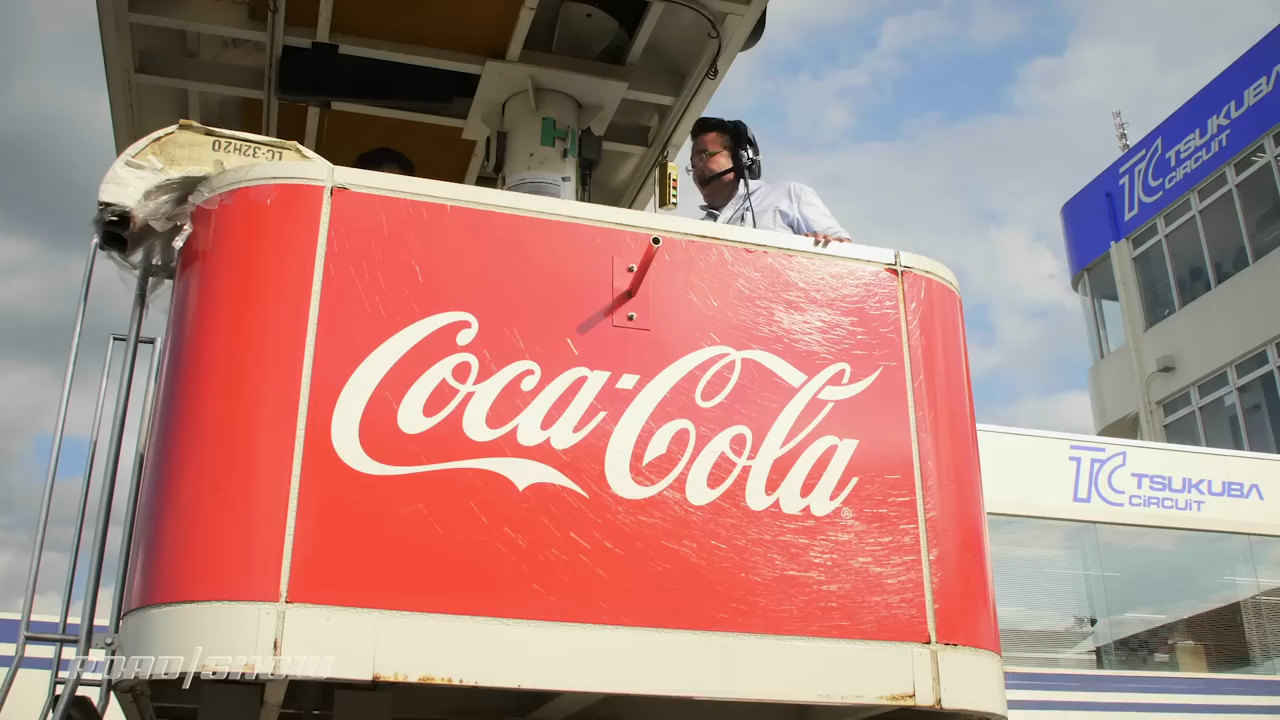 LC-32H20
Coca-Cola
®
TC TSUKUBA
CIRCUIT
TC TSUKUBA
CIRCUIT
ROAD/SHOW